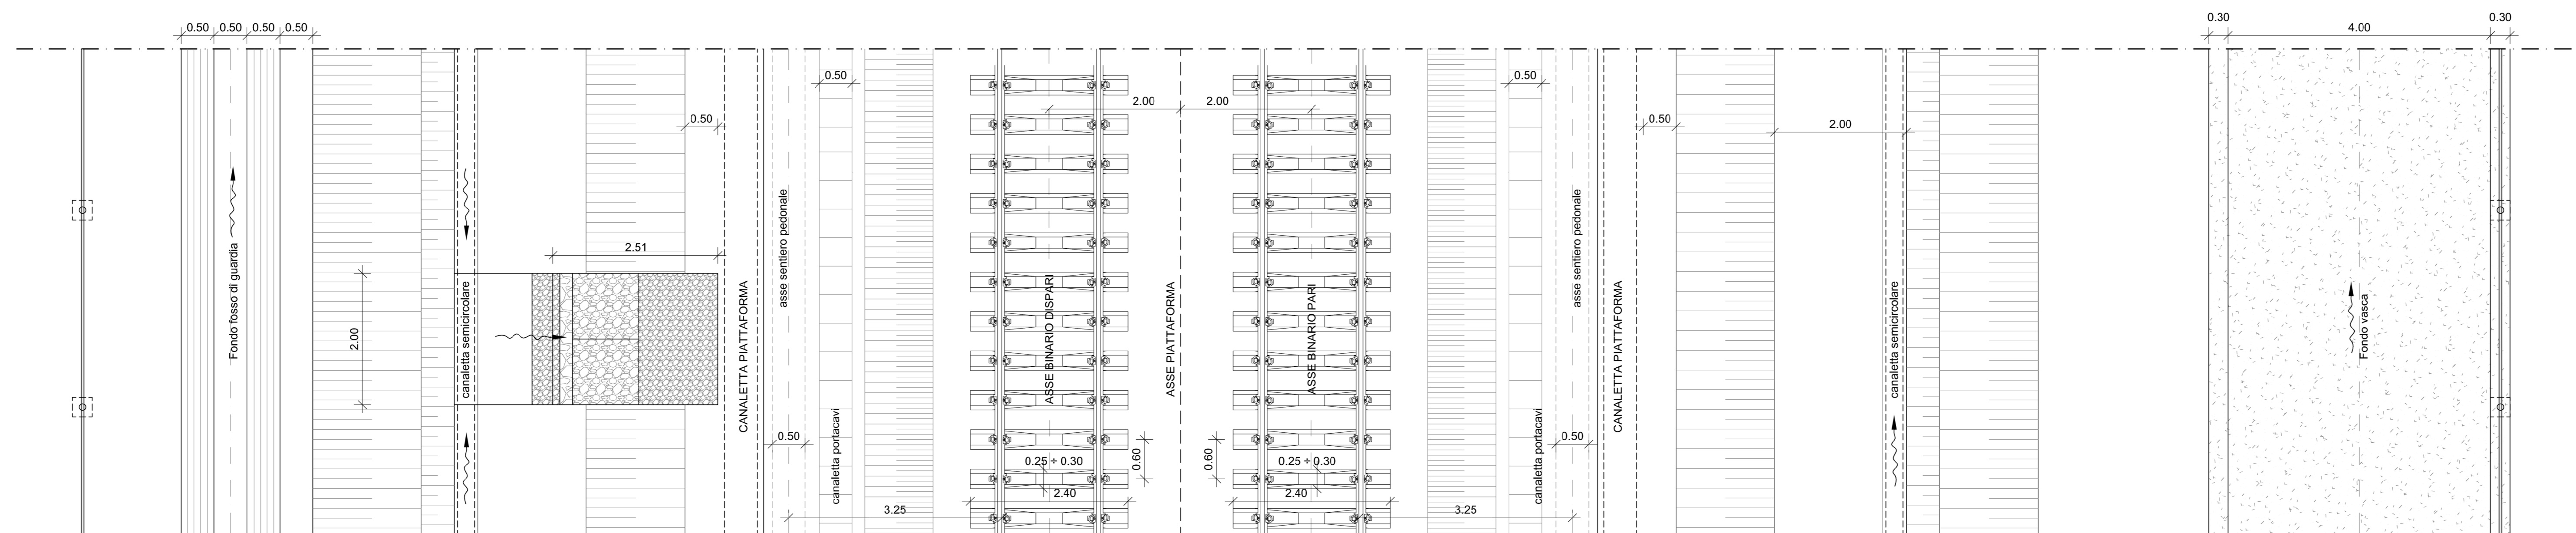 0.50
0.50
0.50
0.50
0.30
4.00
0.30
0.50
0.50
2.00
2.00
0.50
0.50
2.00
2.51
2.00
Fondo fosso di guardia
canaletta semicircolare
CANALETTA PIATTAFORMA
asse sentiero pedonale
canaletta portacavi
ASSE BINARIO DISPARI
ASSE PIATTAFORMA
ASSE BINARIO PARI
canaletta portacavi
asse sentiero pedonale
CANALETTA PIATTAFORMA
canaletta semicircolare
Fondo vasca
0.50
0.50
0.25 ÷ 0.30
0.60
0.60
0.25 ÷ 0.30
2.40
2.40
3.25
3.25